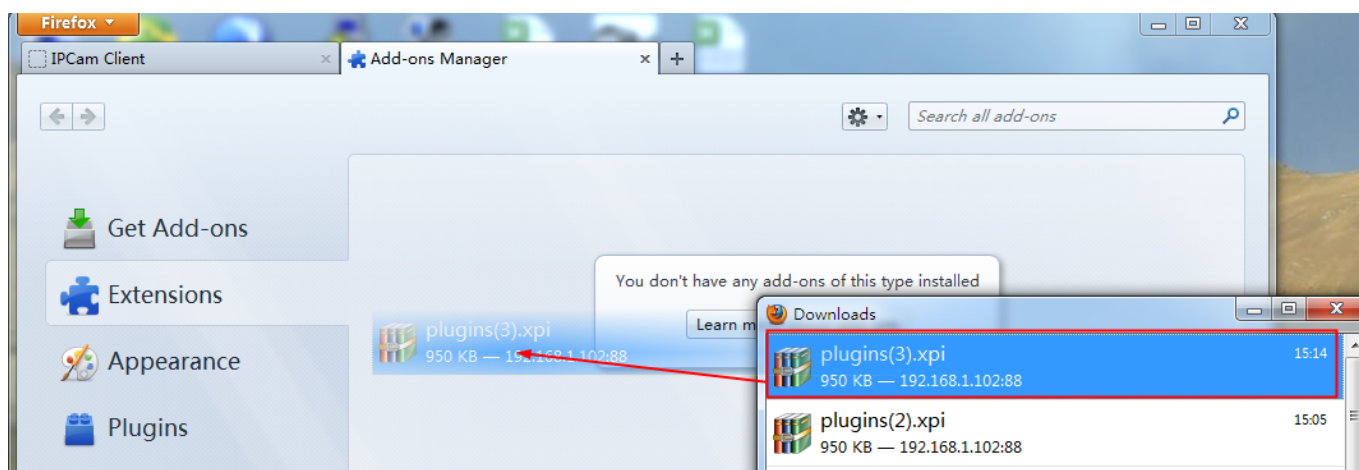 Firefox
IPCam Client
Add-ons Manager
Search all add-ons
Get Add-ons
Extensions
Appearance
Plugins
You don't have any add-ons of this type installed
Learn m
plugins(3).xpi
950 KB — 192.168.1.102:88
Downloads
plugins(3).xpi 15:14
950 KB — 192.168.1.102:88
plugins(2).xpi 15:05
950 KB — 192.168.1.102:88